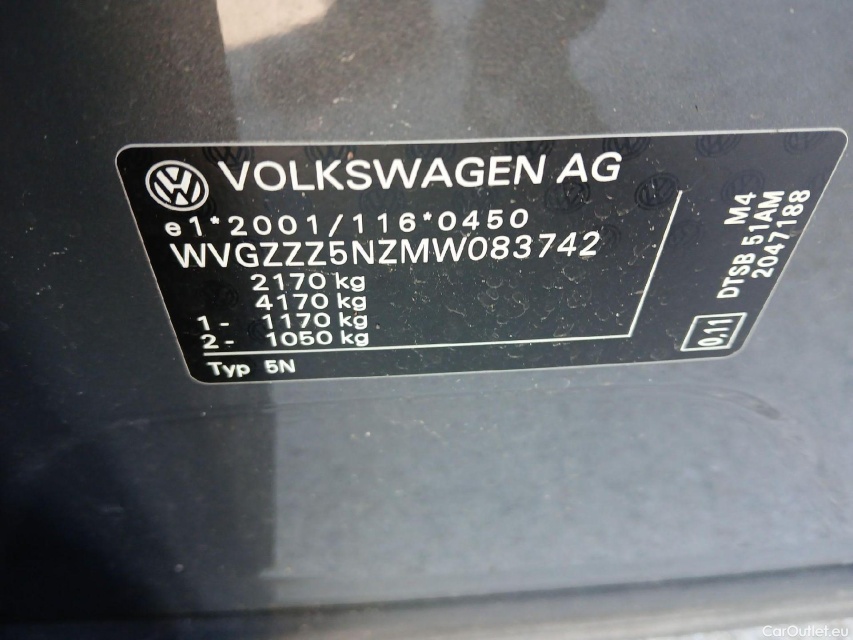 VOLKSWAGEN AG
e1*2001/116*0450
WVGZZZ5NZMW083742
2170 kg
4170 kg
1- 1170 kg
2- 1050 kg
Typ 5N
M4
DTSB 51AM
2047188
0,11
CarOutlet.eu